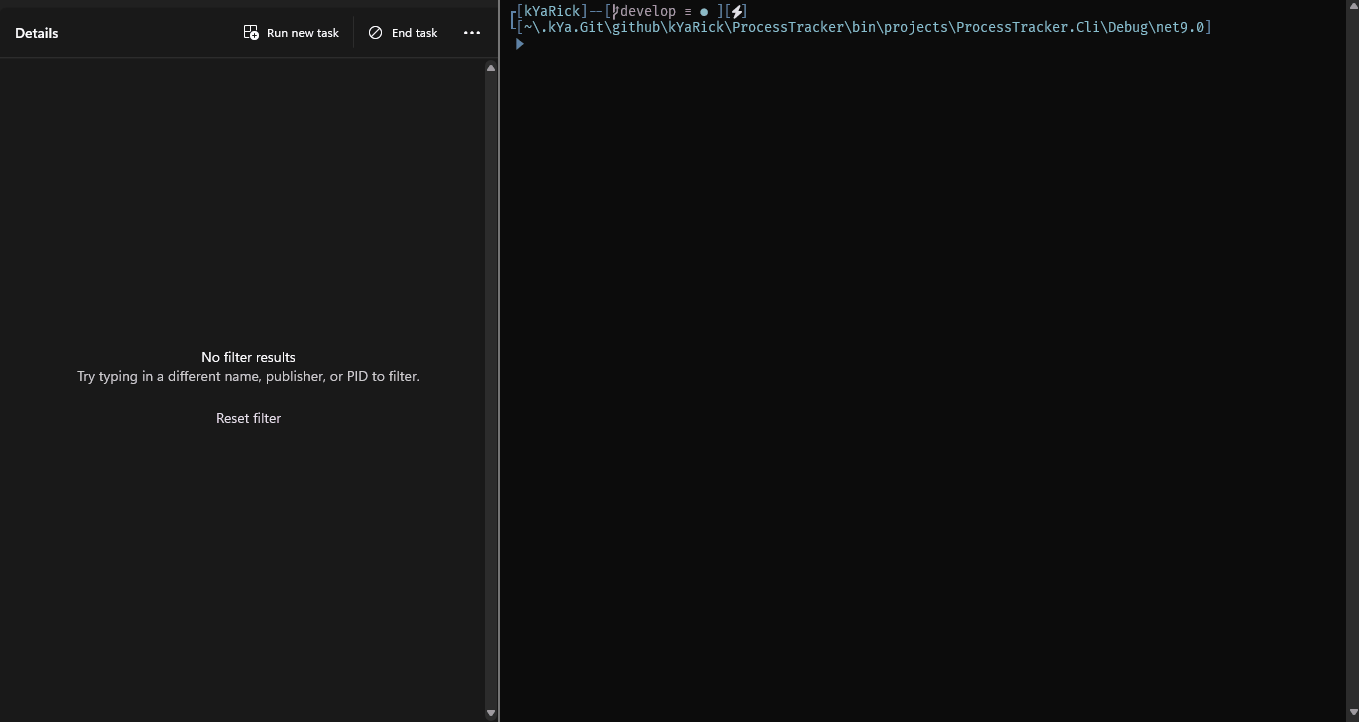 Details
Run new task
End task
No filter results
Try typing in a different name, publisher, or PID to filter.
Reset filter
[kYaRick]--[develop ≡ ● ][⚡]
[~\.kYa.Git\github\kYaRick\ProcessTracker\bin\projects\ProcessTracker.Cli\Debug\net9.0]